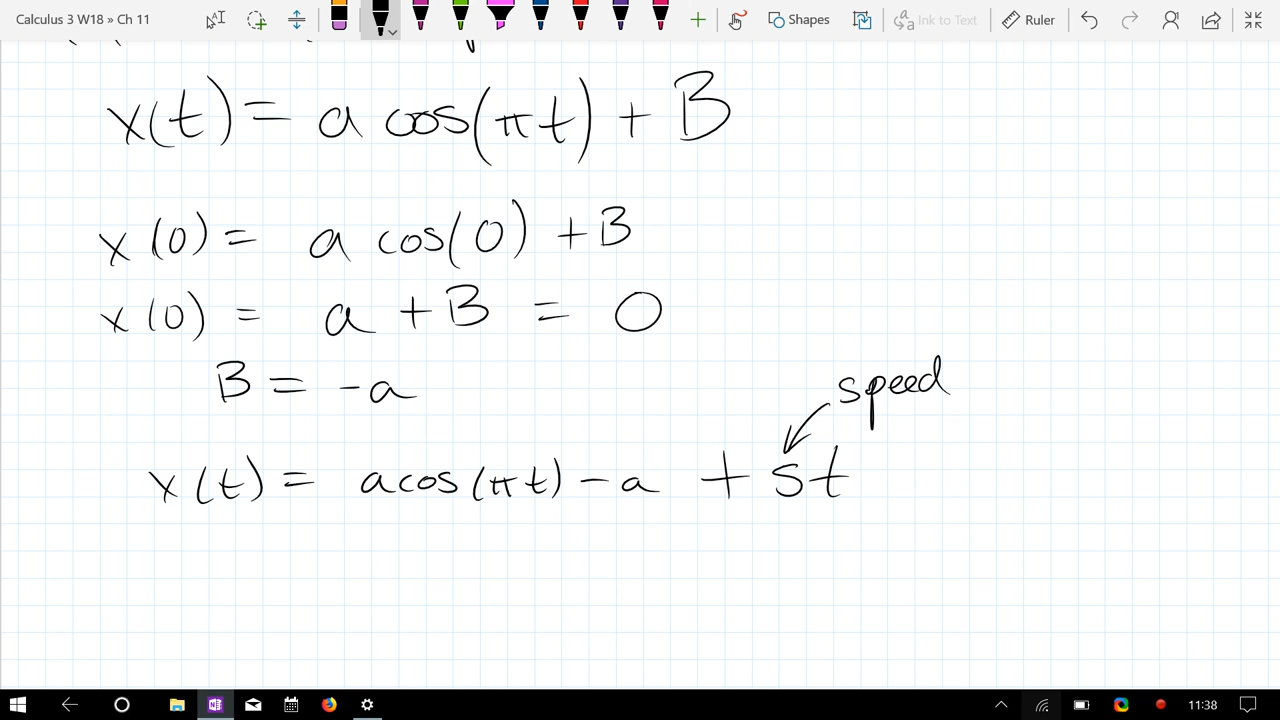 Calculus 3 W18 » Ch 11 Shapes Ink to Text Ruler
x(t) = a cos(πt) + B
x(0) = a cos(0) + B
x(0) = a + B = 0
B = -a
speed
x(t) = a cos(πt) - a + st
11:38